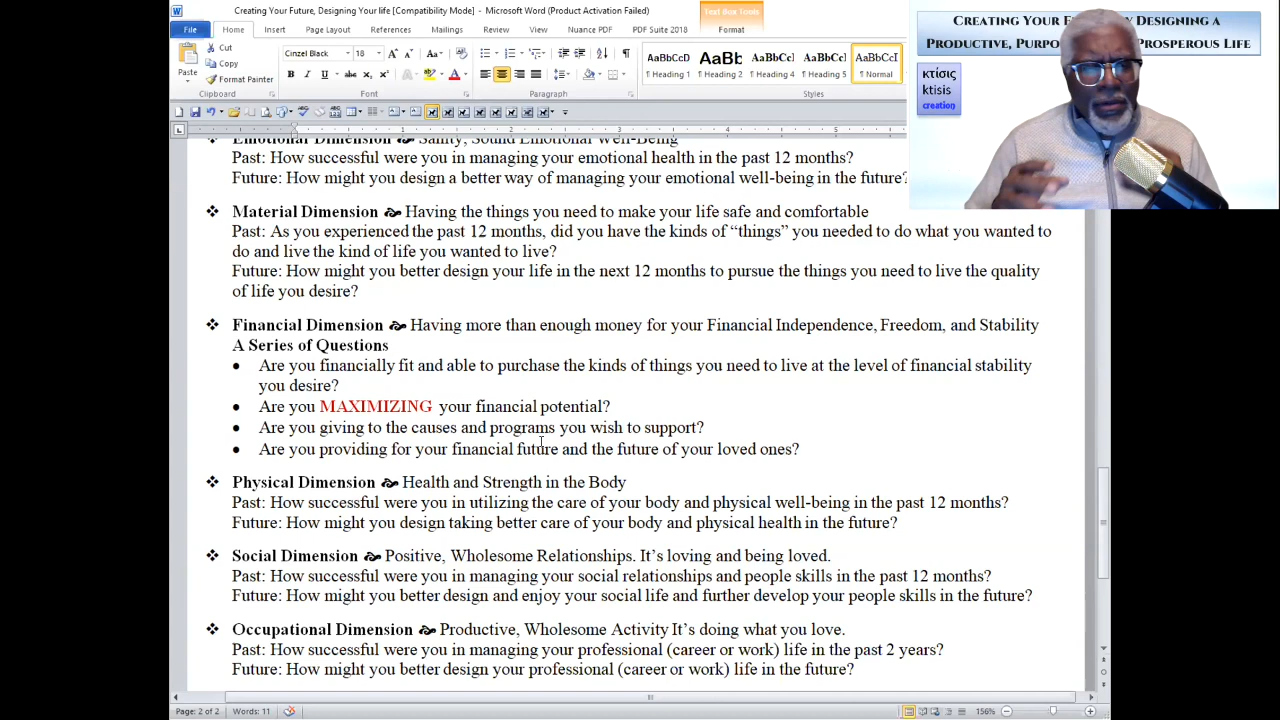 Creating Your Future, Designing Your life [Compatibility Mode] - Microsoft Word (Product Activation Failed)
Text Box Tools
File Home Insert Page Layout References Mailings Review Nuance PDF PDF Suite 2018 Format
Paste
Cut
Copy
Format Painter
Clipboard
Cinzel Black 18
Font
Paragraph
AaBbCcD AaBb AaBbCcI AaBbCcI AaBbCcI
Heading 1 Heading 2 Heading 4 Heading 5 Normal
Styles
CREATING YOUR DESIGNING A
PRODUCTIVE, PROSPEROUS LIFE
κτίσις
ktisis
creation
Emotional Dimension Sanity, Sound Emotional Well-Being
Past: How successful were you in managing your emotional health in the past 12 months?
Future: How might you design a better way of managing your emotional well-being in the future?
❖ Material Dimension Having the things you need to make your life safe and comfortable
Past: As you experienced the past 12 months, did you have the kinds of “things” you needed to do what you wanted to
do and live the kind of life you wanted to live?
Future: How might you better design your life in the next 12 months to pursue the things you need to live the quality
of life you desire?
❖ Financial Dimension Having more than enough money for your Financial Independence, Freedom, and Stability
A Series of Questions
• Are you financially fit and able to purchase the kinds of things you need to live at the level of financial stability
you desire?
• Are you MAXIMIZING your financial potential?
• Are you giving to the causes and programs you wish to support?
• Are you providing for your financial future and the future of your loved ones?
❖ Physical Dimension Health and Strength in the Body
Past: How successful were you in utilizing the care of your body and physical well-being in the past 12 months?
Future: How might you design taking better care of your body and physical health in the future?
❖ Social Dimension Positive, Wholesome Relationships. It’s loving and being loved.
Past: How successful were you in managing your social relationships and people skills in the past 12 months?
Future: How might you better design and enjoy your social life and further develop your people skills in the future?
❖ Occupational Dimension Productive, Wholesome Activity It’s doing what you love.
Past: How successful were you in managing your professional (career or work) life in the past 2 years?
Future: How might you better design your professional (career or work) life in the future?
Page: 2 of 2 Words: 11 156%